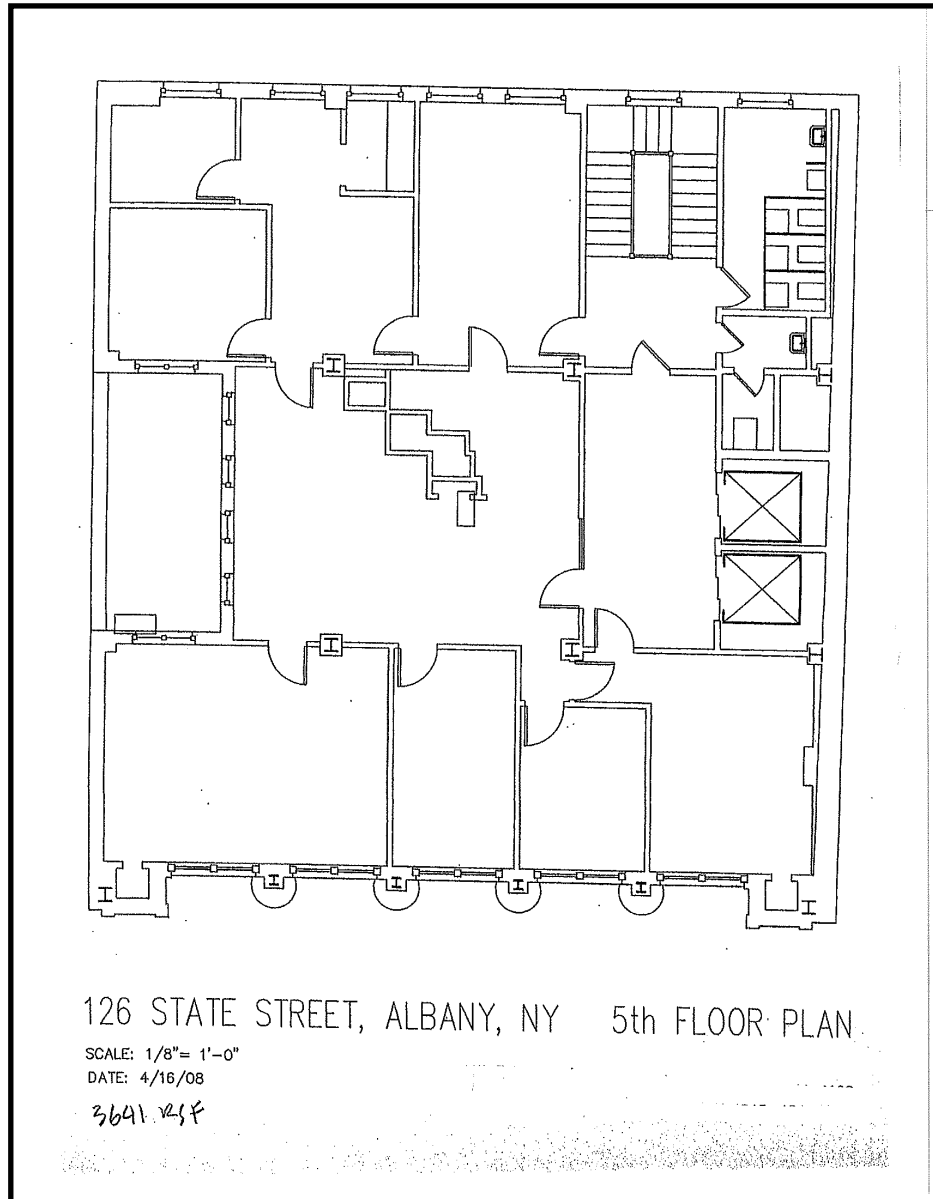 126 STATE STREET, ALBANY, NY 5th FLOOR PLAN
SCALE: 1/8"= 1'-0"
DATE: 4/16/08
3641 RSF